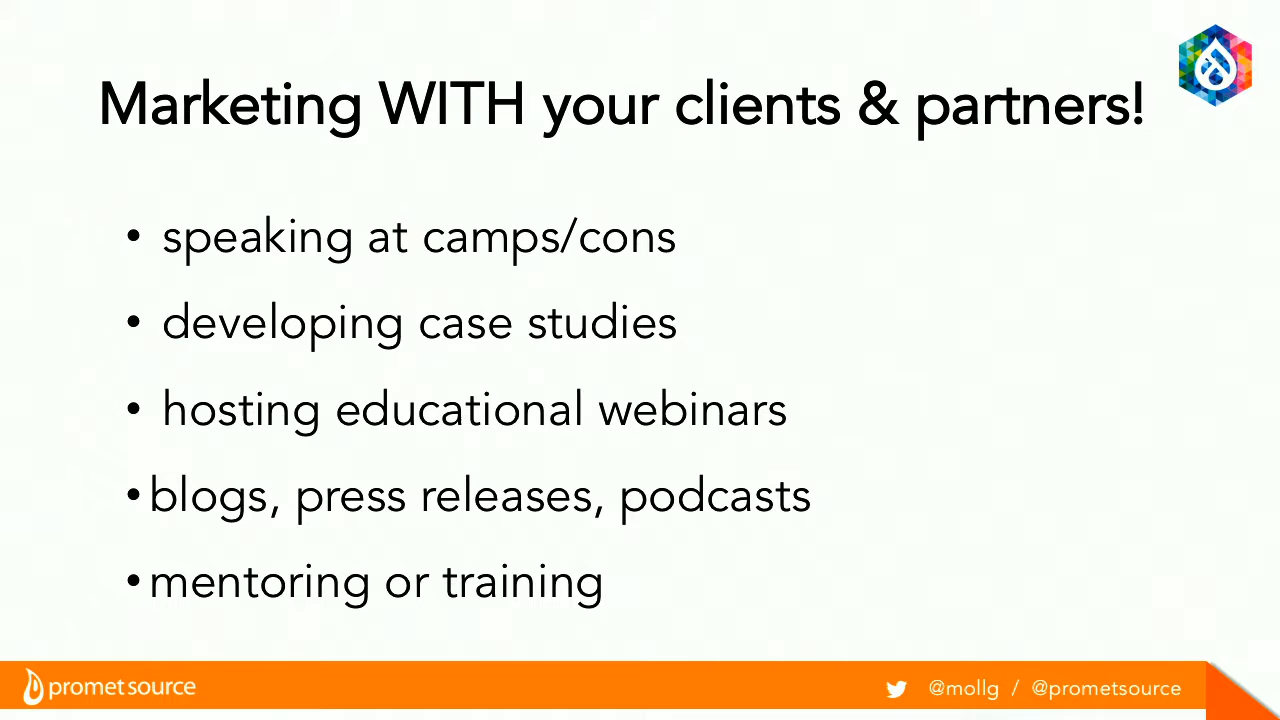 Marketing WITH your clients & partners!
• speaking at camps/cons
• developing case studies
• hosting educational webinars
• blogs, press releases, podcasts
• mentoring or training
promet source
@mollg / @prometsource